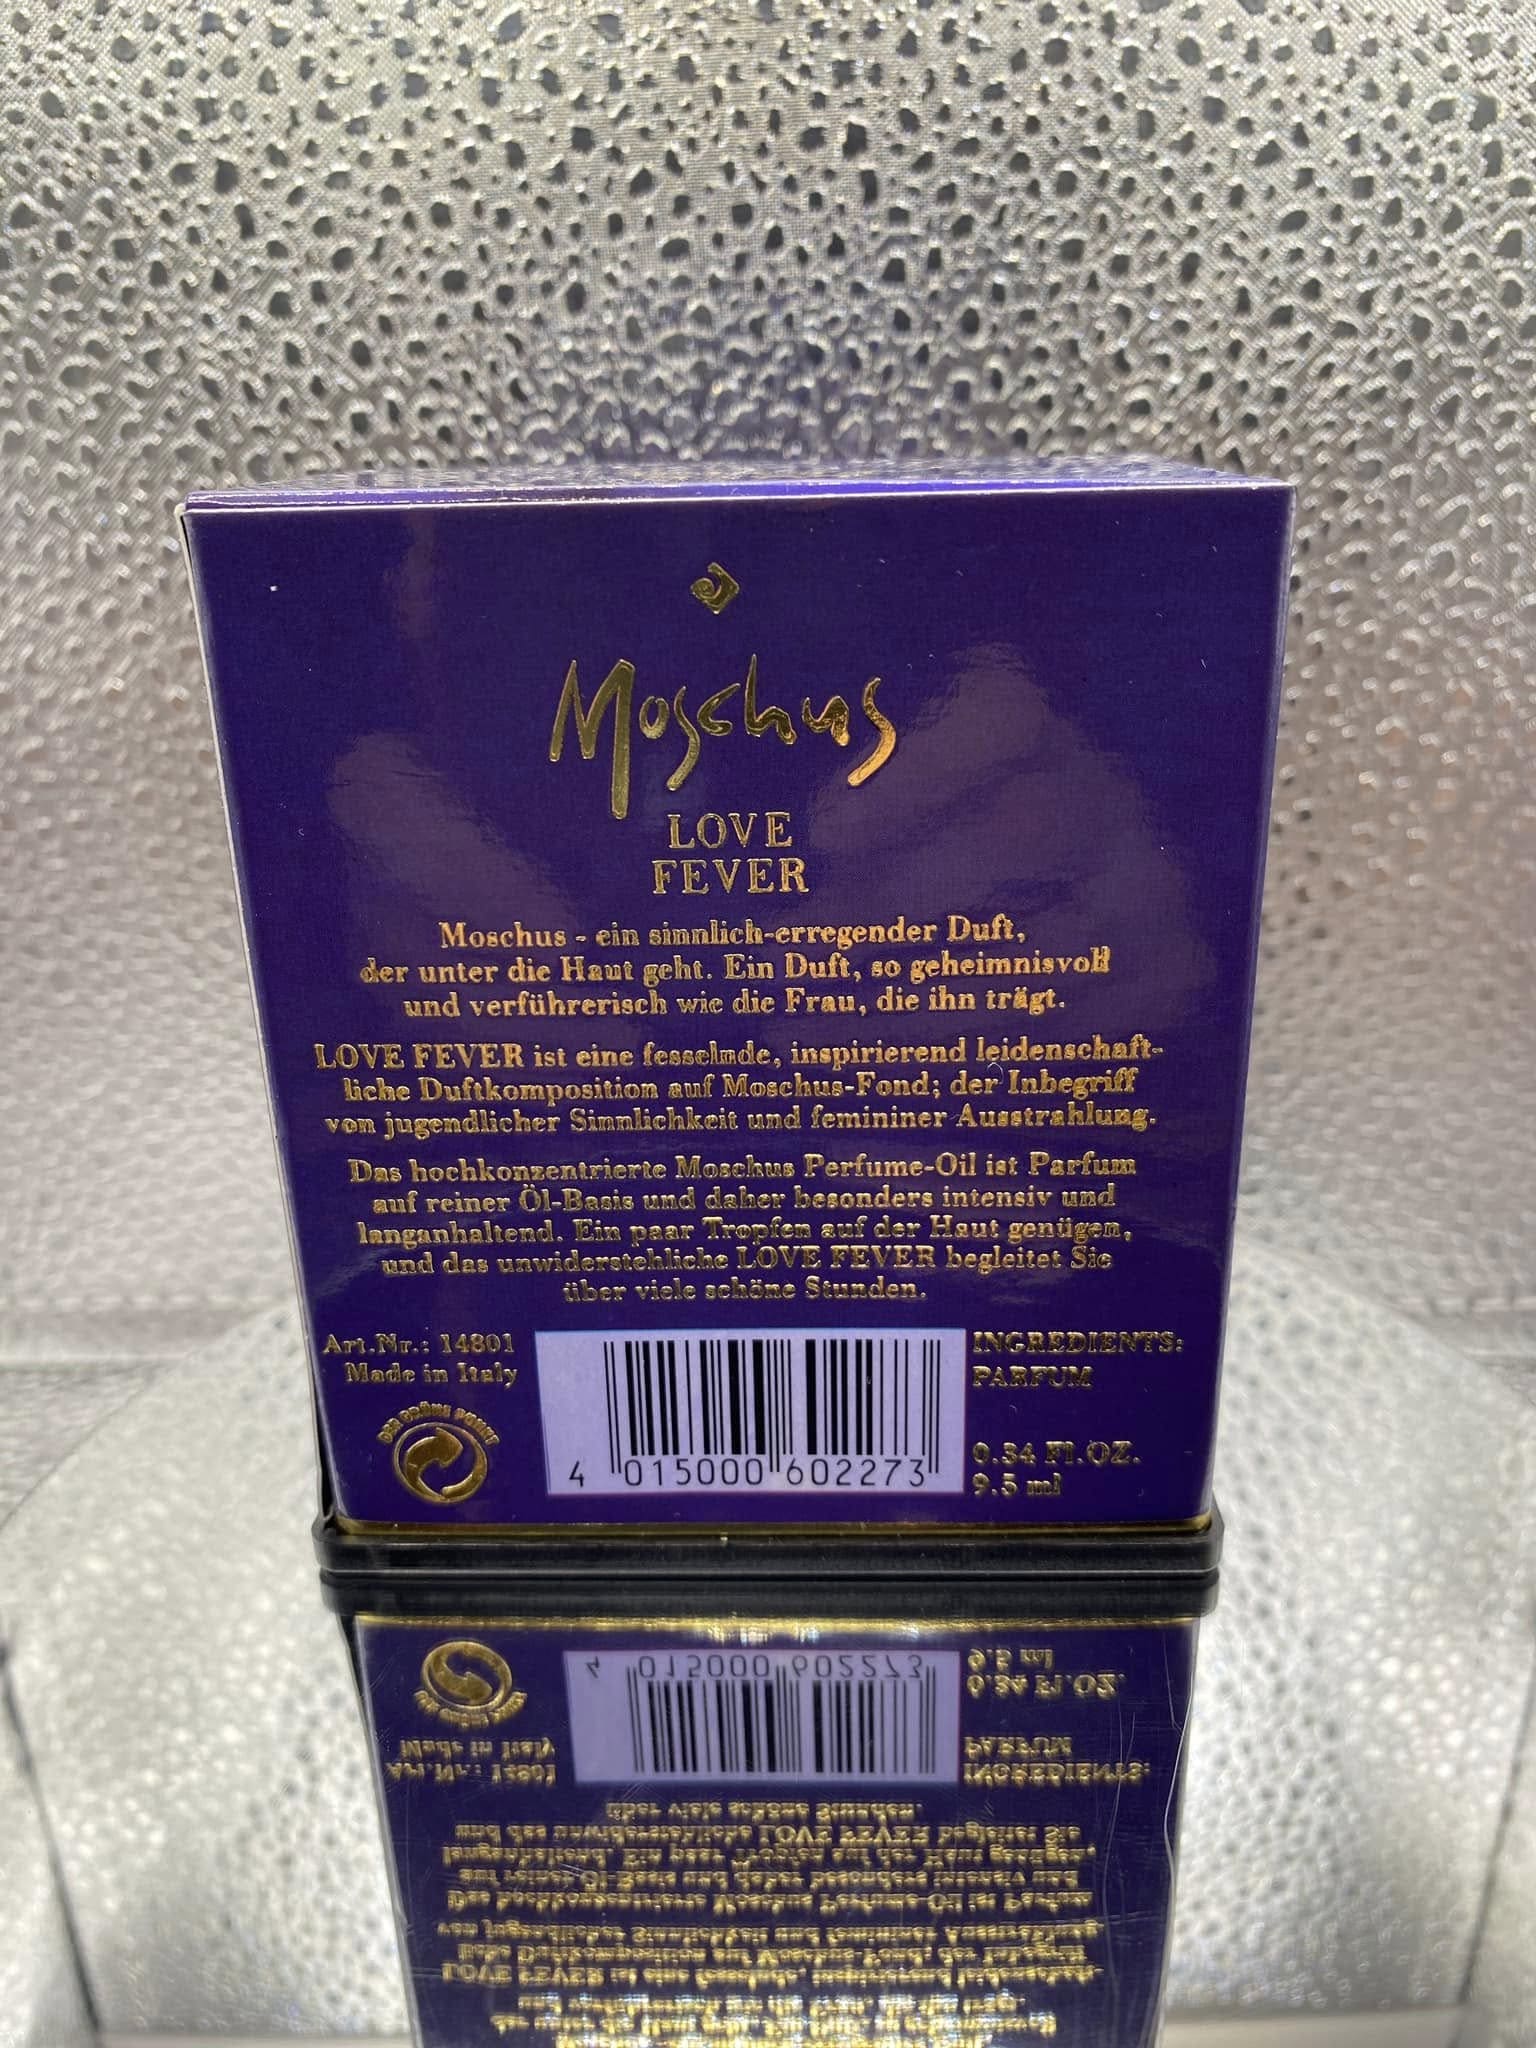 Moschus
LOVE
FEVER
Moschus - ein sinnlich-erregender Duft,
der unter die Haut geht. Ein Duft, so geheimnisvoll
und verführerisch wie die Frau, die ihn trägt.
LOVE FEVER ist eine fesselnde, inspirierend leidenschaft-
liche Duftkomposition auf Moschus-Fond; der Inbegriff
von jugendlicher Sinnlichkeit und femininer Ausstrahlung.
Das hochkonzentrierte Moschus Perfume-Oil ist Parfum
auf reiner Öl-Basis und daher besonders intensiv und
langanhaltend. Ein paar Tropfen auf der Haut genügen,
und das unwiderstehliche LOVE FEVER begleitet Sie
über viele schöne Stunden.
Art.Nr.: 14801
Made in Italy
DER GRÜNE PUNKT
4 015000 602273
INGREDIENTS:
PARFUM
0.34 Fl.OZ.
9.5 ml